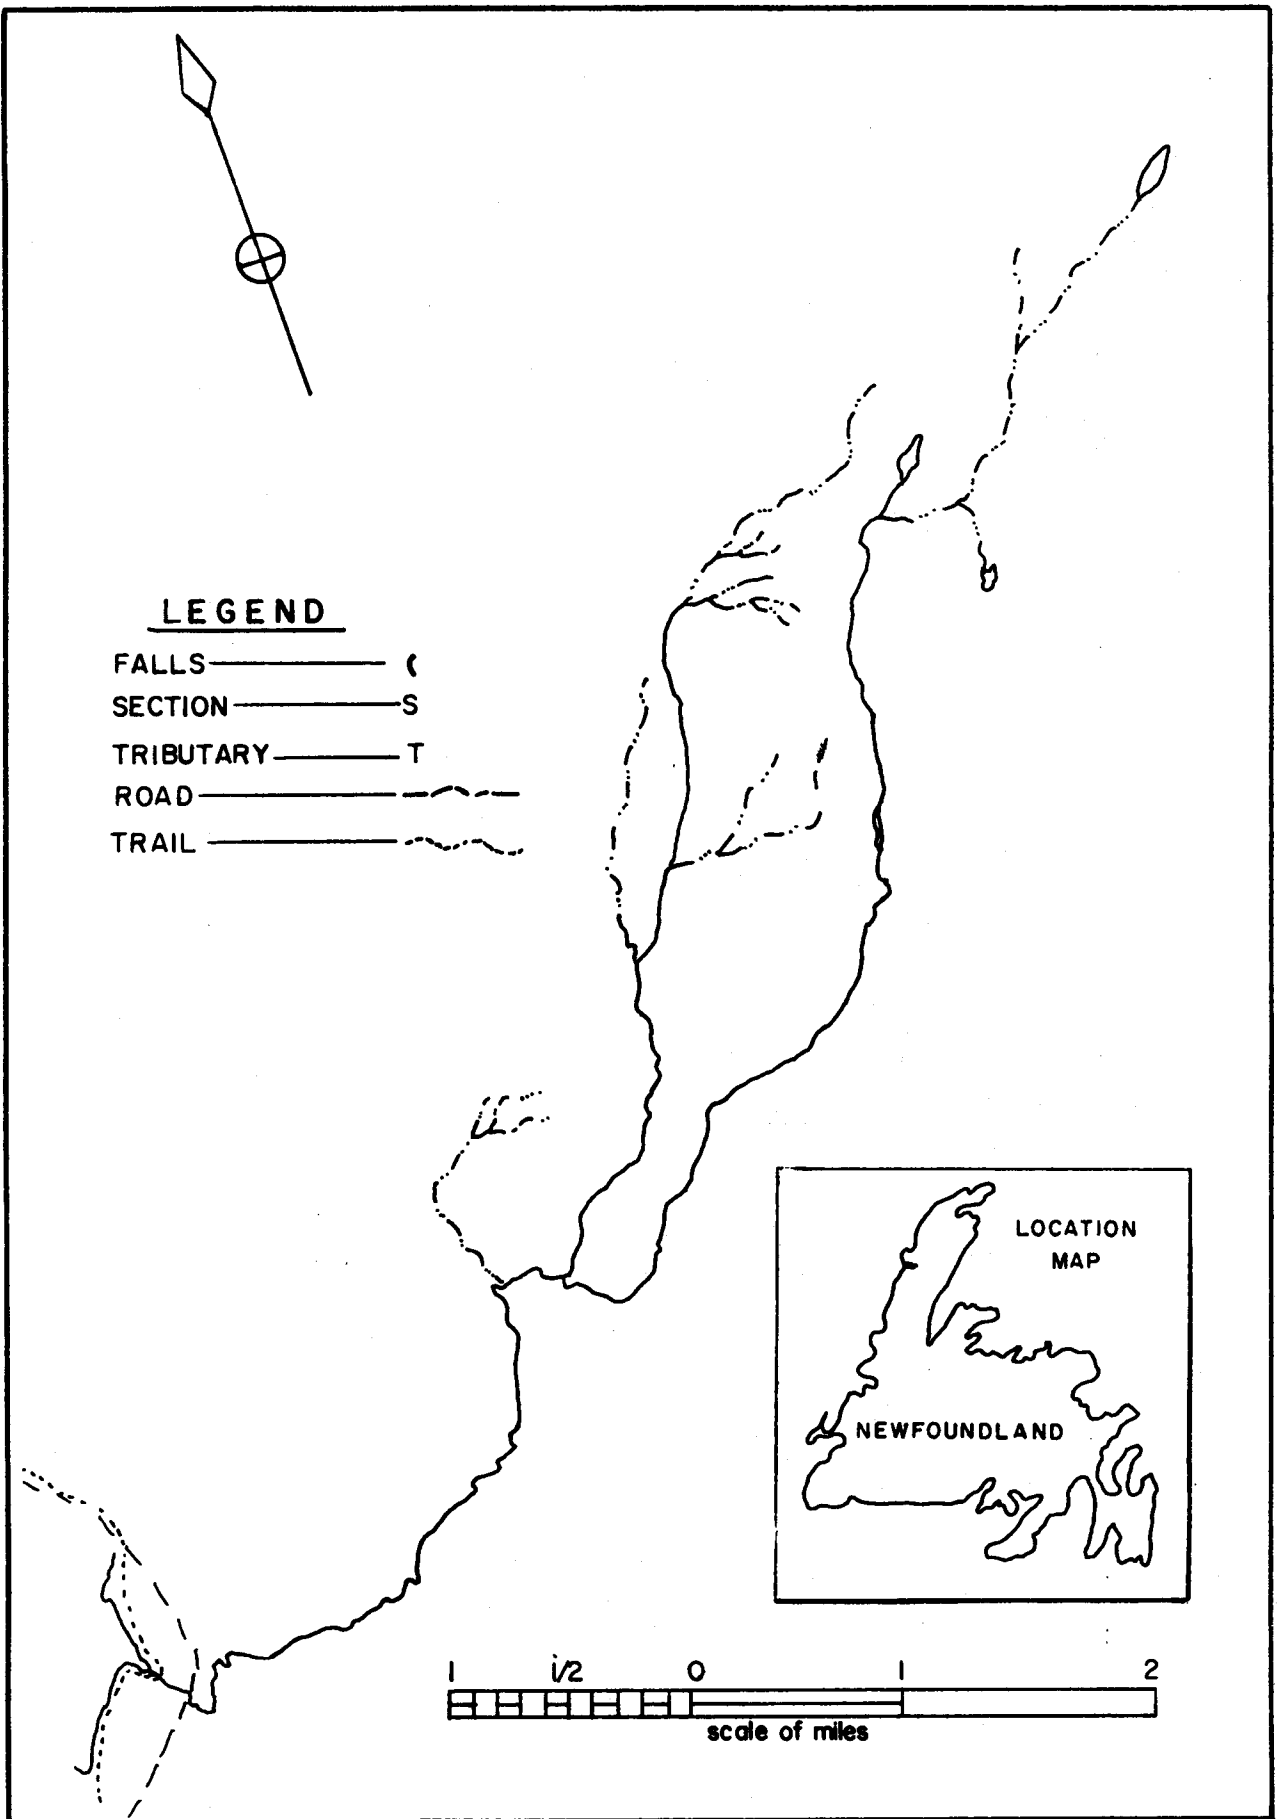 LEGEND
FALLS
SECTION S
TRIBUTARY T
ROAD
TRAIL
LOCATION
MAP
NEWFOUNDLAND
1 1/2 0 1 2
scale of miles